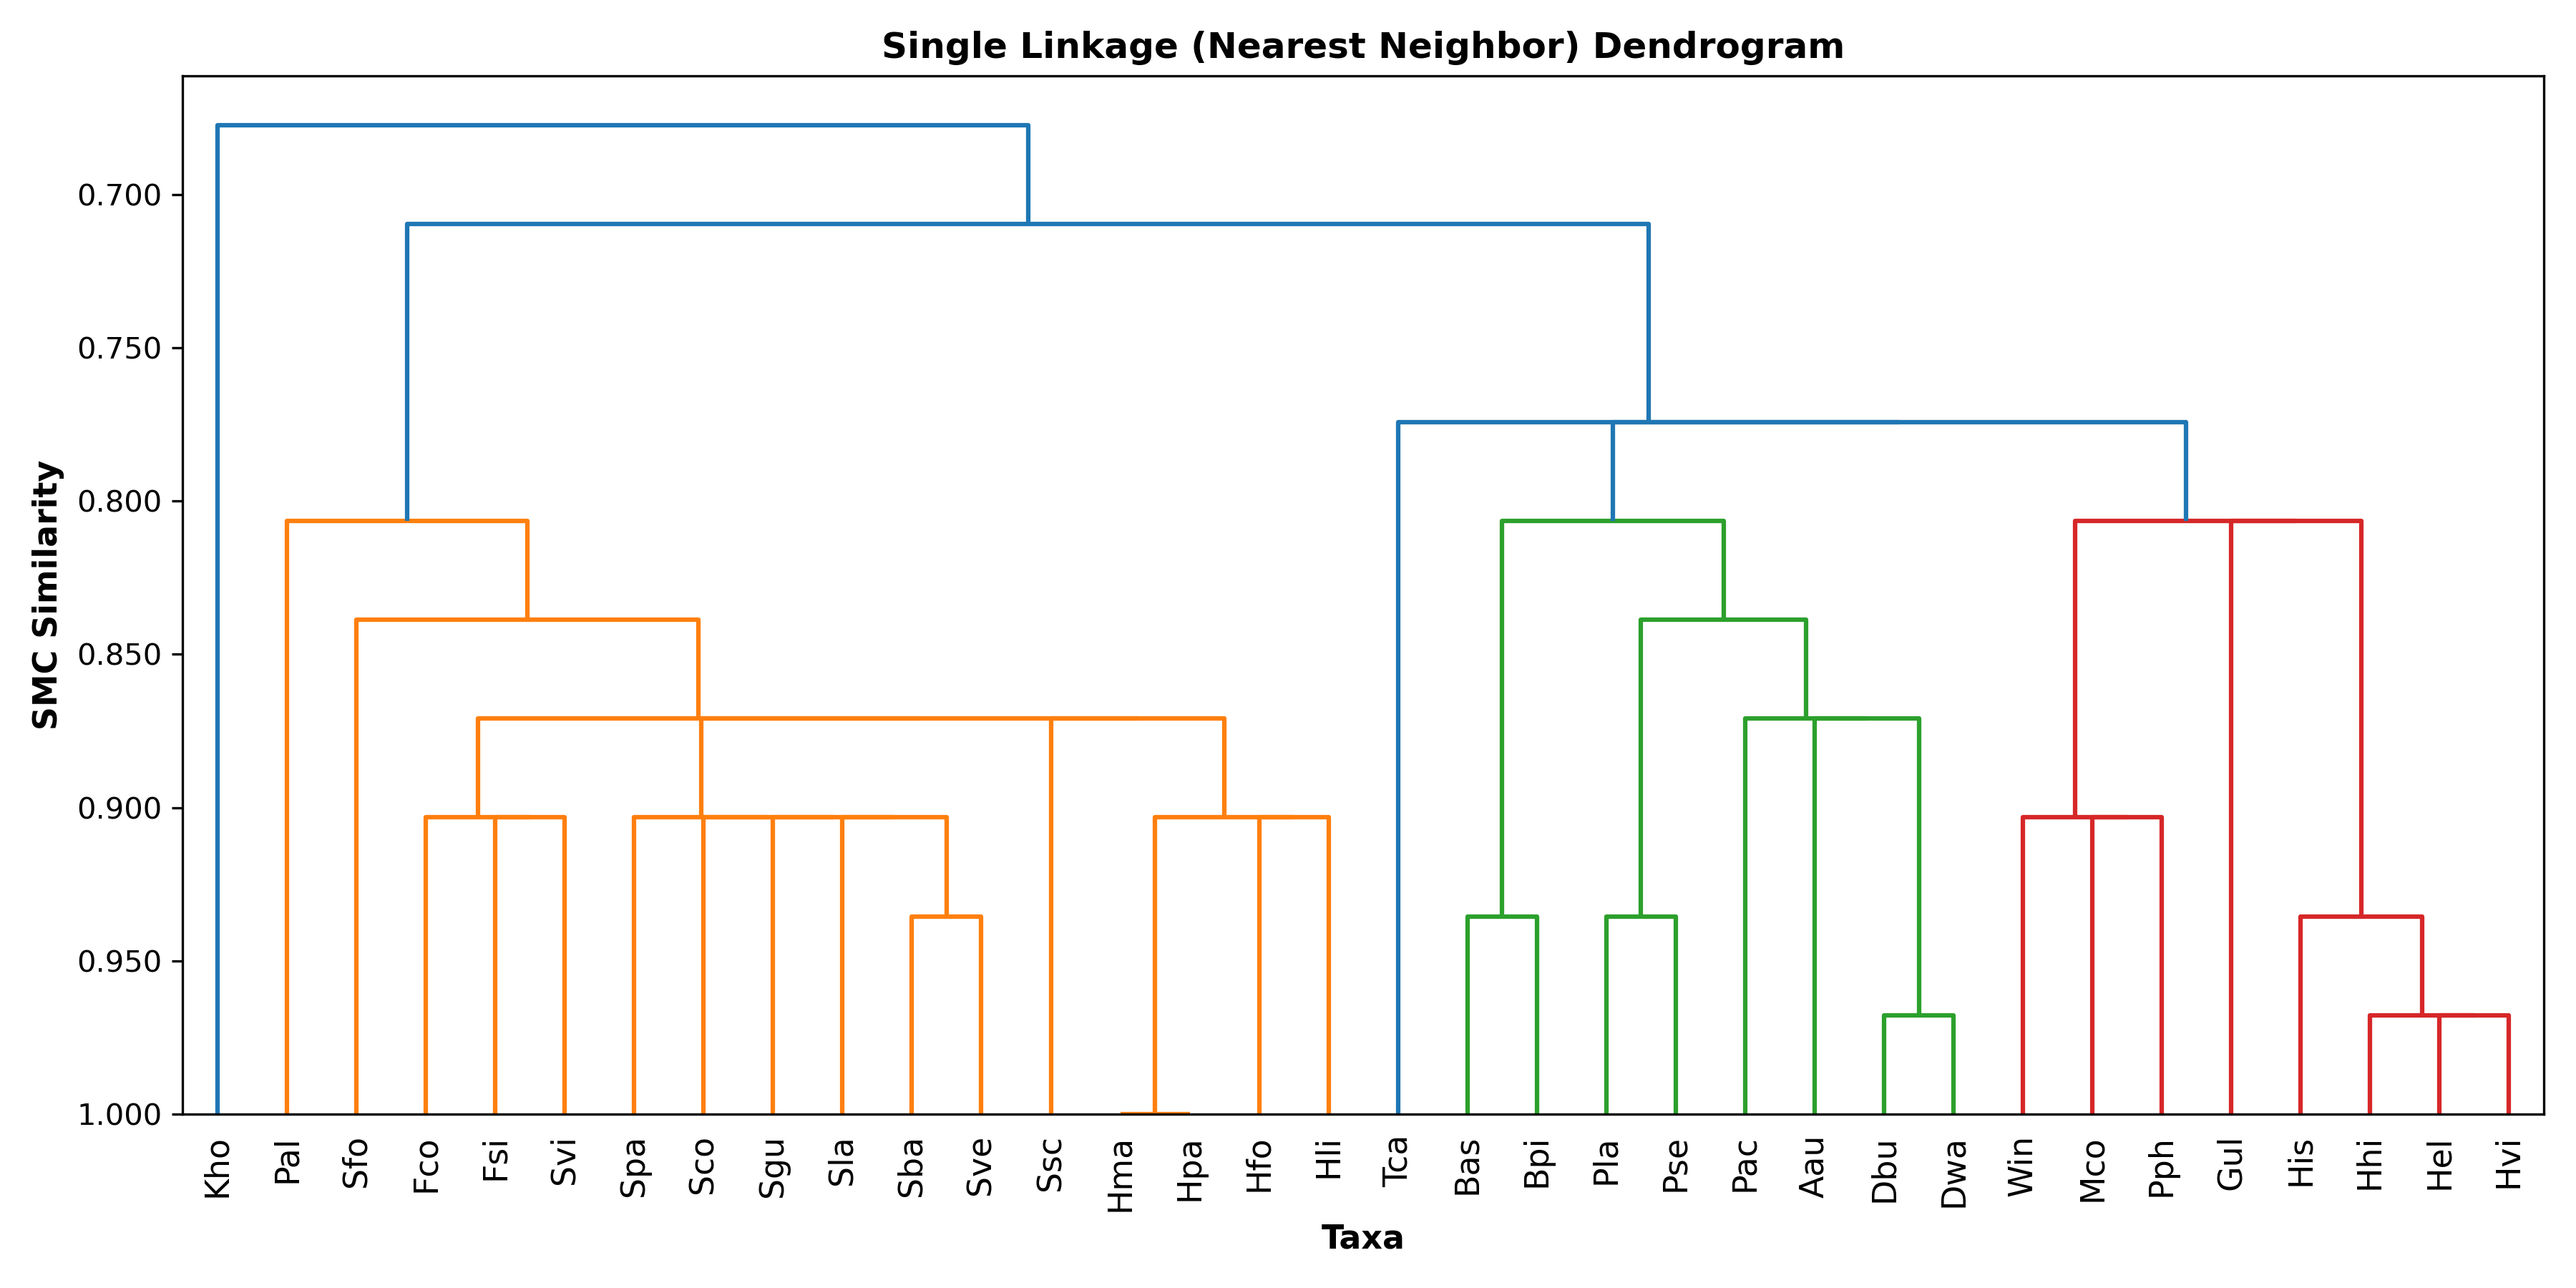 Single Linkage (Nearest Neighbor) Dendrogram
SMC Similarity
0.700
0.750
0.800
0.850
0.900
0.950
1.000
Kho Pal Sfo Fco Fsi Svi Spa Sco Sgu Sla Sba Sve Ssc Hma Hpa Hfo Hli Tca Bas Bpi Pla Pse Pac Aau Dbu Dwa Win Mco Pph Gul His Hhi Hel Hvi
Taxa